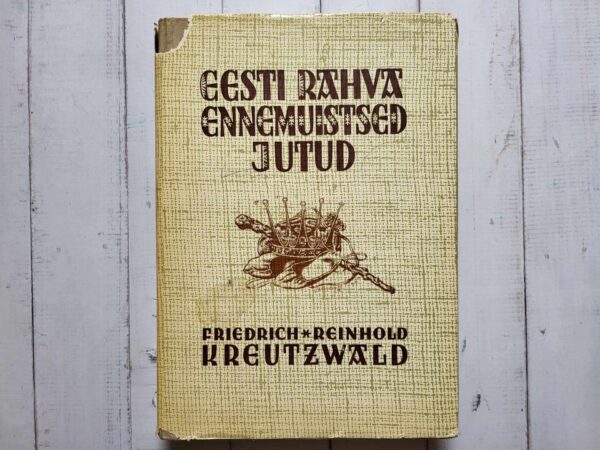 EESTI RAHVA
ENNEMUISTSED
JUTUD
FRIEDRICH * REINHOLD
KREUTZWALD